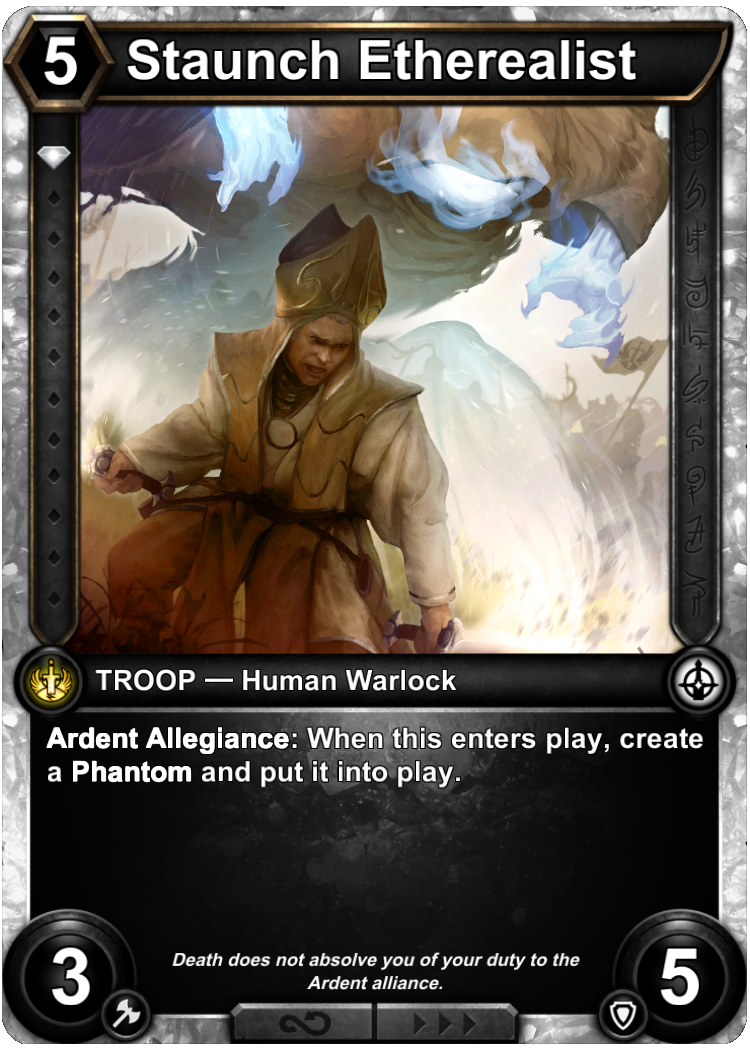 5 Staunch Etherealist
TROOP — Human Warlock
Ardent Allegiance: When this enters play, create
a Phantom and put it into play.
Death does not absolve you of your duty to the
Ardent alliance.
3 5